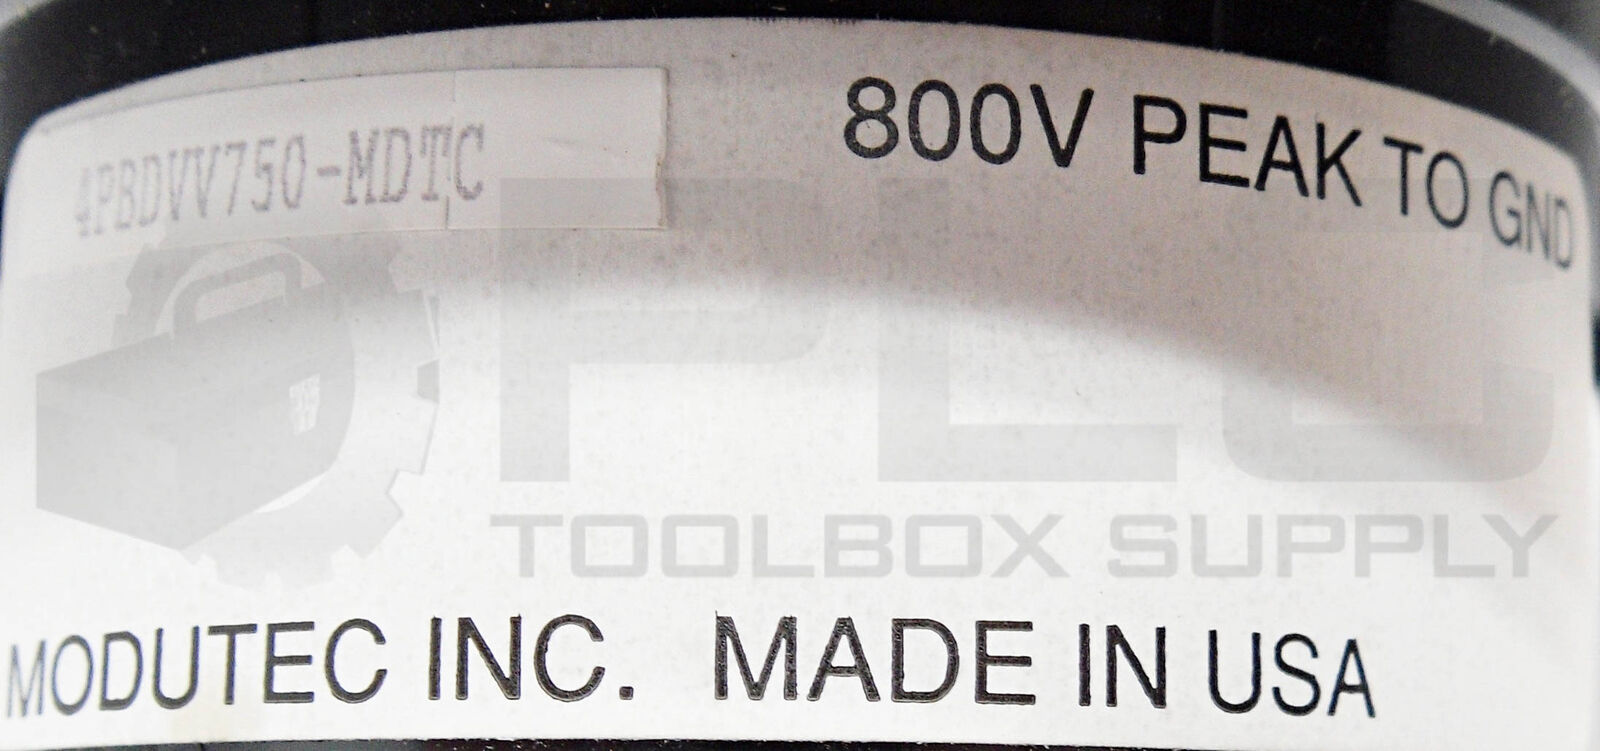 4PBDVV750-MDTC
800V PEAK TO GND
PLC
TOOLBOX SUPPLY
MODUTEC INC. MADE IN USA